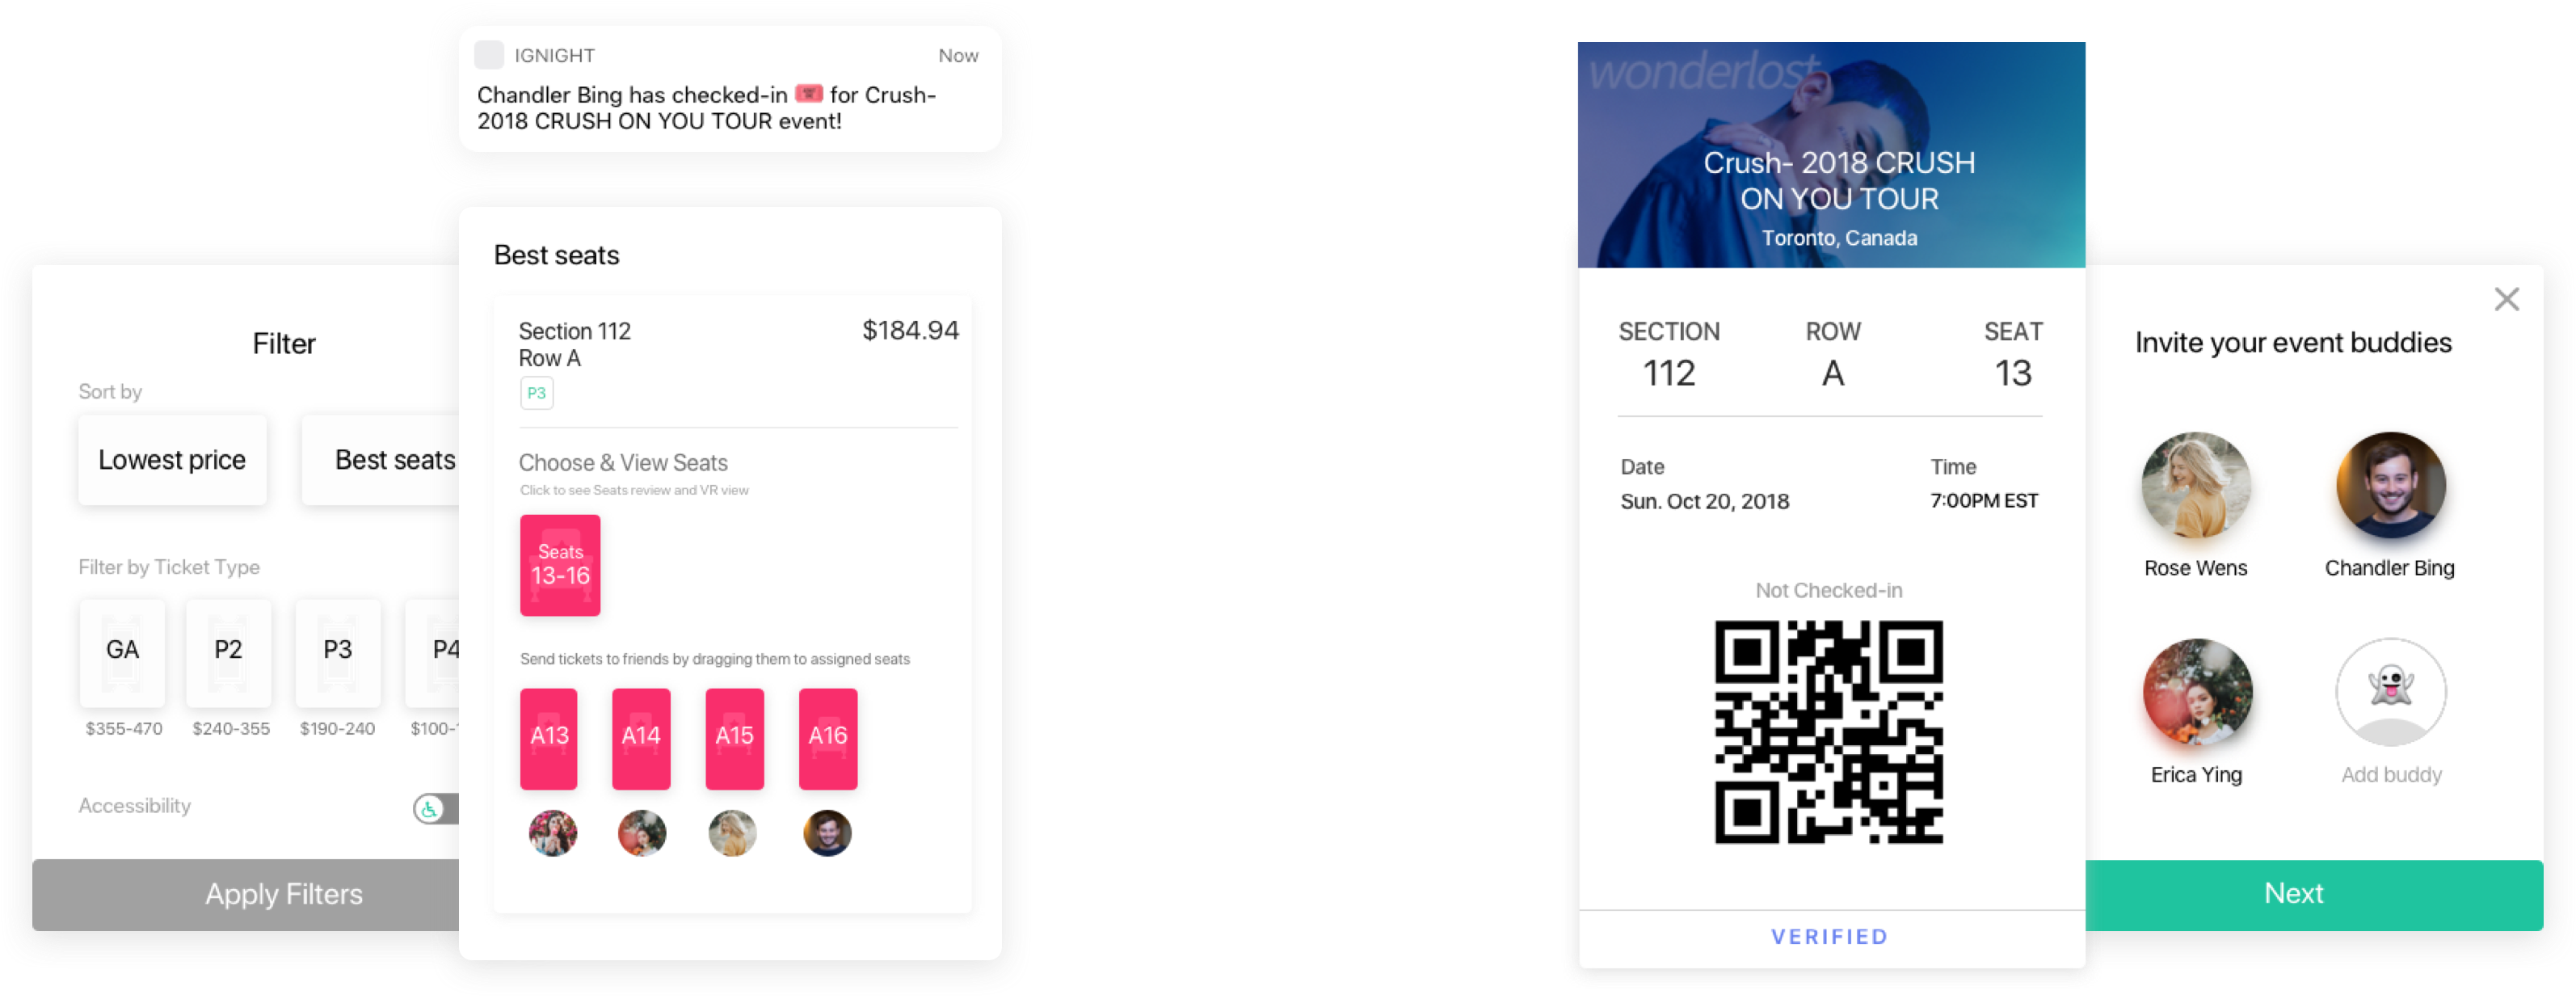 IGNIGHT
Now
Chandler Bing has checked-in for Crush-
2018 CRUSH ON YOU TOUR event!
Filter
Sort by
Lowest price
Best seats
Filter by Ticket Type
GA
P2
P3
P4
$355-470
$240-355
$190-240
$100-
Accessibility
Apply Filters
Best seats
Section 112
$184.94
Row A
P3
Choose & View Seats
Click to see Seats review and VR view
Seats
13-16
Send tickets to friends by dragging them to assigned seats
A13
A14
A15
A16
wonderlost
Crush- 2018 CRUSH
ON YOU TOUR
Toronto, Canada
SECTION
ROW
SEAT
112
A
13
Date
Time
Sun. Oct 20, 2018
7:00PM EST
Not Checked-in
VERIFIED
Invite your event buddies
Rose Wens
Chandler Bing
Erica Ying
Add buddy
Next